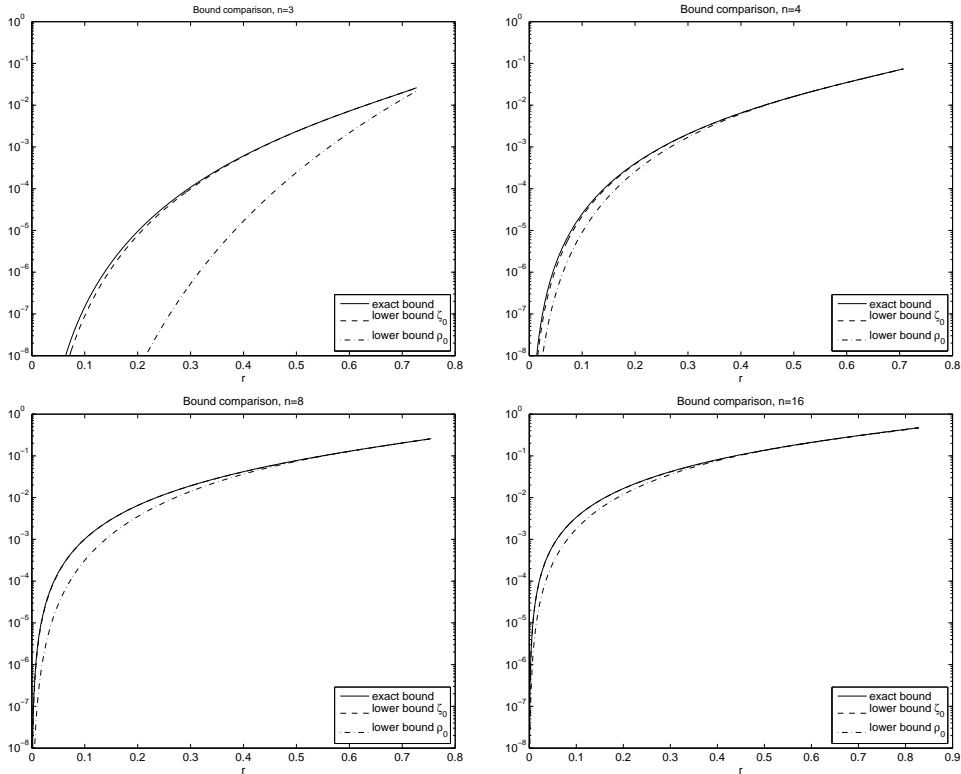 Bound comparison, n=3
10^0
10^-1
10^-2
10^-3
10^-4
10^-5
10^-6
10^-7
10^-8
0 0.1 0.2 0.3 0.4 0.5 0.6 0.7 0.8
r
exact bound
lower bound ζ_0
lower bound ρ_0
Bound comparison, n=4
10^0
10^-1
10^-2
10^-3
10^-4
10^-5
10^-6
10^-7
10^-8
0 0.1 0.2 0.3 0.4 0.5 0.6 0.7 0.8
r
exact bound
lower bound ζ_0
lower bound ρ_0
Bound comparison, n=8
10^0
10^-1
10^-2
10^-3
10^-4
10^-5
10^-6
10^-7
10^-8
0 0.1 0.2 0.3 0.4 0.5 0.6 0.7 0.8
r
exact bound
lower bound ζ_0
lower bound ρ_0
Bound comparison, n=16
10^0
10^-1
10^-2
10^-3
10^-4
10^-5
10^-6
10^-7
10^-8
0 0.1 0.2 0.3 0.4 0.5 0.6 0.7 0.8 0.9
r
exact bound
lower bound ζ_0
lower bound ρ_0